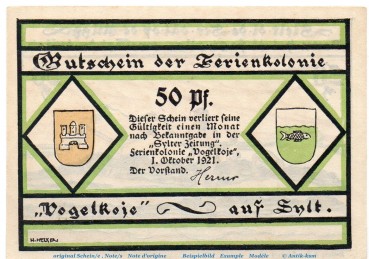 Gutschein der Ferienkolonie
50 Pf.
Dieser Schein verliert seine
Gültigkeit einen Monat
nach Bekanntgabe in der
„Sylter Zeitung".
Ferienkolonie „Vogelkoje",
1. Oktober 1921.
Der Vorstand.
„Vogelkoje" auf Sylt.
original Schein/e . Note/s Note d'origine Beispielbild Example Modèle © Antik-kion